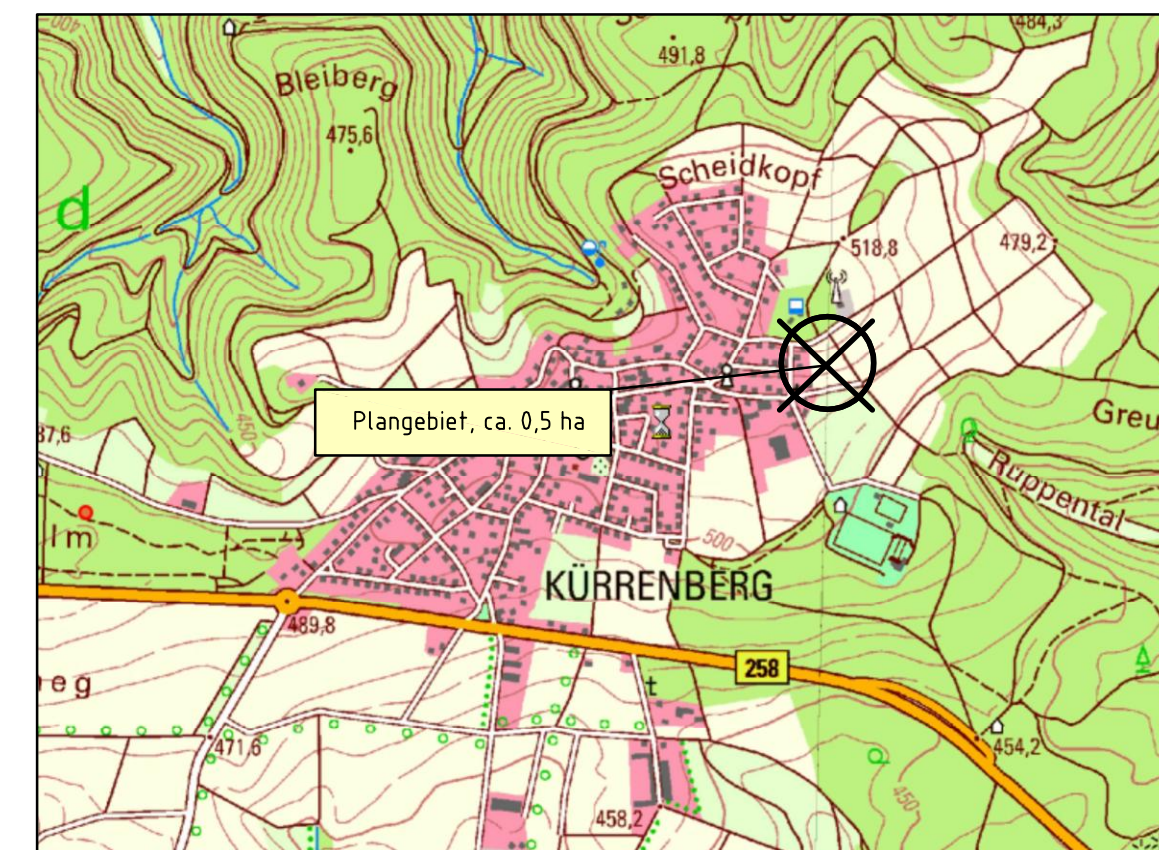 484,3
491,8
Bleiberg
475,6
Scheidkopf
d
518,8
479,2
450
Plangebiet, ca. 0,5 ha
Greu
37,6
Ruppental
lm
500
KÜRRENBERG
489,8
258
eg
t
471,6
454,2
450
458,2